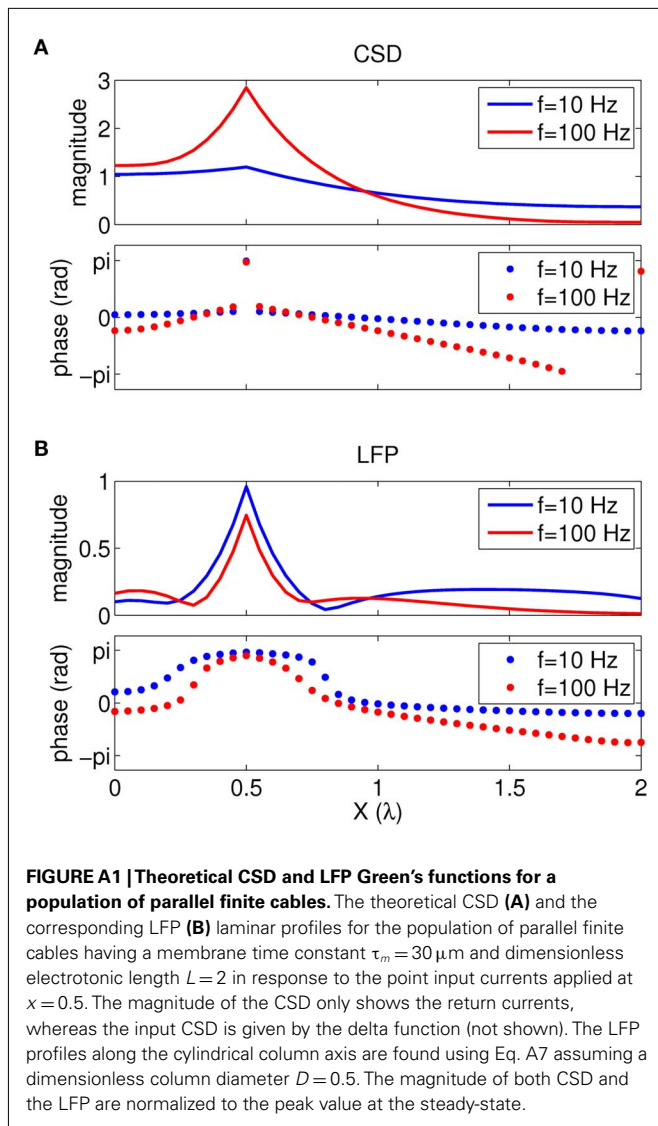 A
CSD
3
2
1
0
magnitude
f=10 Hz
f=100 Hz
pi
0
−pi
phase (rad)
f=10 Hz
f=100 Hz
B
LFP
1
0.5
0
magnitude
f=10 Hz
f=100 Hz
pi
0
−pi
phase (rad)
f=10 Hz
f=100 Hz
0 0.5 1 1.5 2
X (λ)
FIGURE A1 | Theoretical CSD and LFP Green's functions for a
population of parallel finite cables. The theoretical CSD (A) and the
corresponding LFP (B) laminar profiles for the population of parallel finite
cables having a membrane time constant τm = 30 μm and dimensionless
electrotonic length L = 2 in response to the point input currents applied at
x = 0.5. The magnitude of the CSD only shows the return currents,
whereas the input CSD is given by the delta function (not shown). The LFP
profiles along the cylindrical column axis are found using Eq. A7 assuming
a dimensionless column diameter D = 0.5. The magnitude of both CSD and
the LFP are normalized to the peak value at the steady-state.